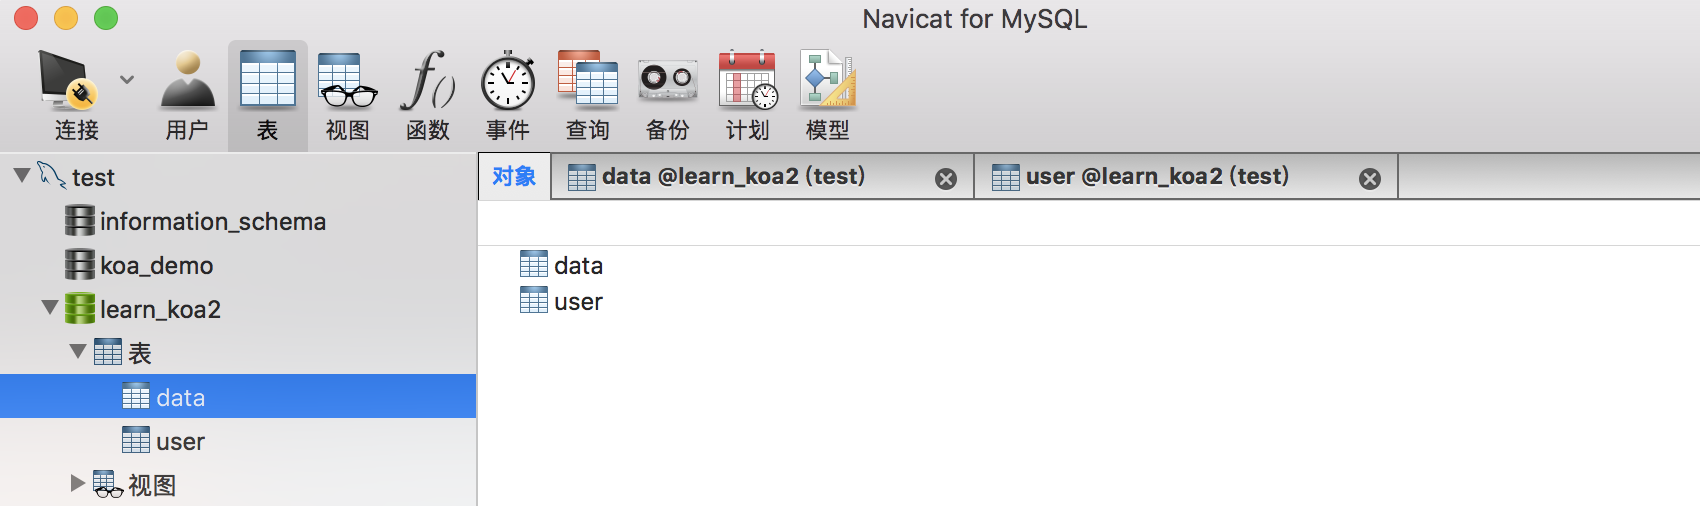 Navicat for MySQL
连接 用户 表 视图 函数 事件 查询 备份 计划 模型
test
information_schema
koa_demo
learn_koa2
表
data
user
视图
对象 data @learn_koa2 (test) user @learn_koa2 (test)
data
user